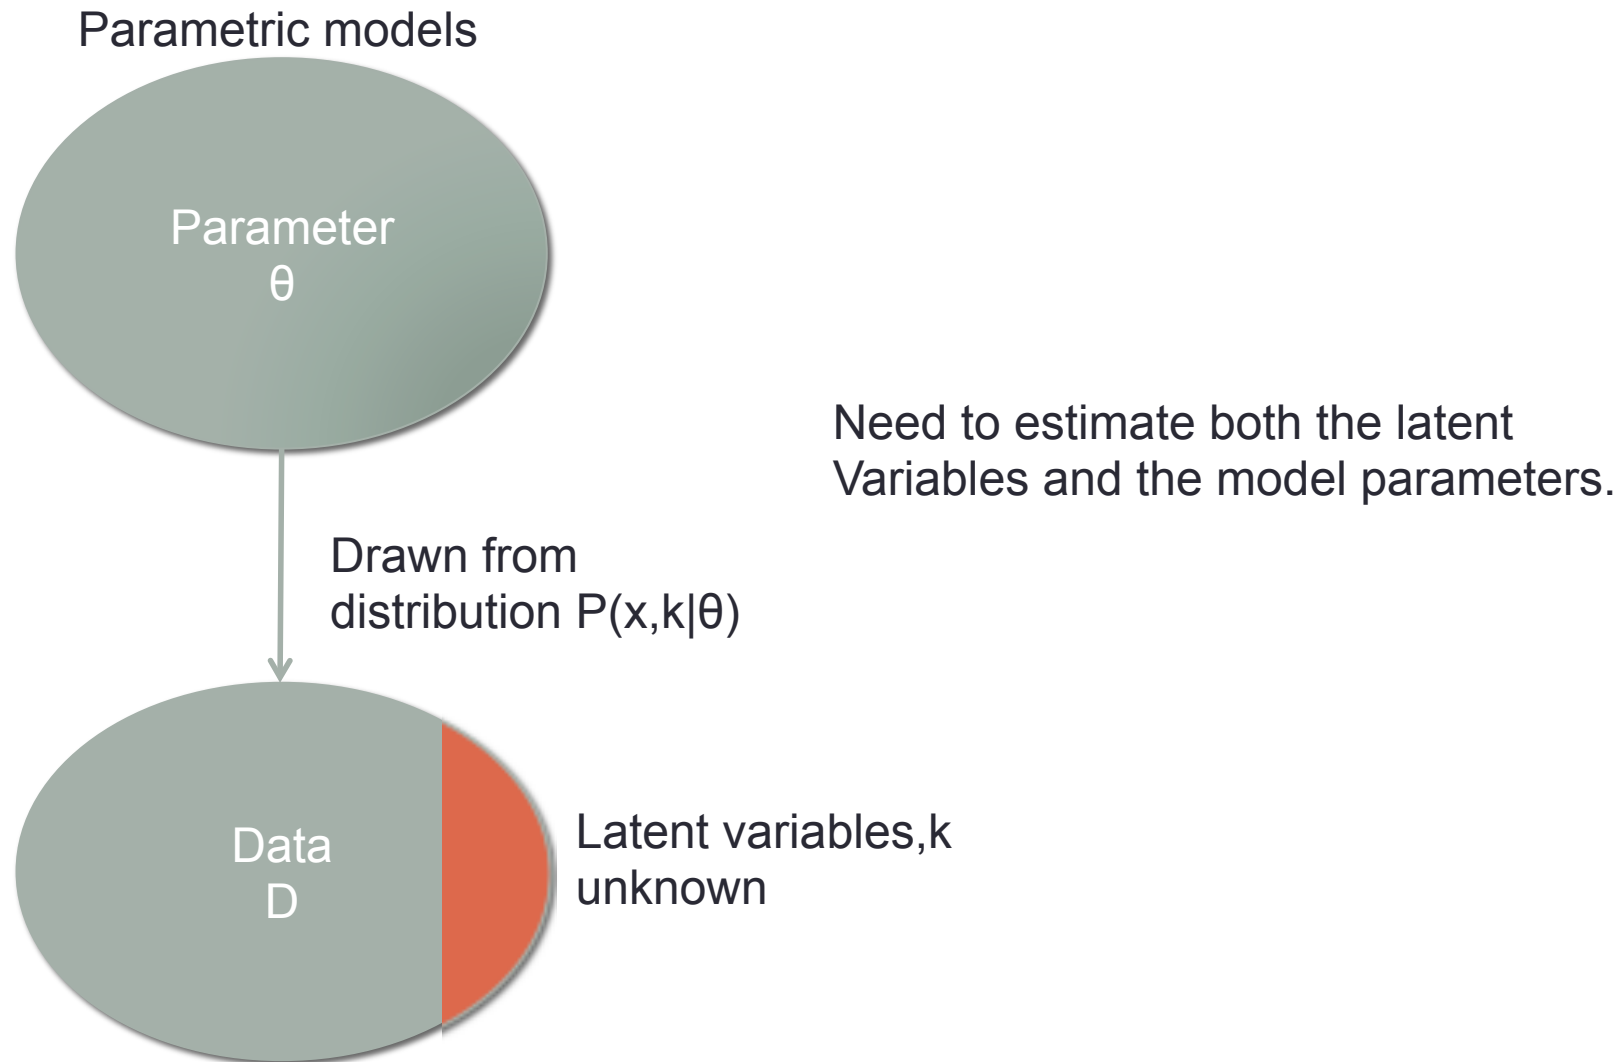 Parametric models
Parameter
θ
Need to estimate both the latent
Variables and the model parameters.
Drawn from
distribution P(x,k|θ)
Data
D
Latent variables,k
unknown